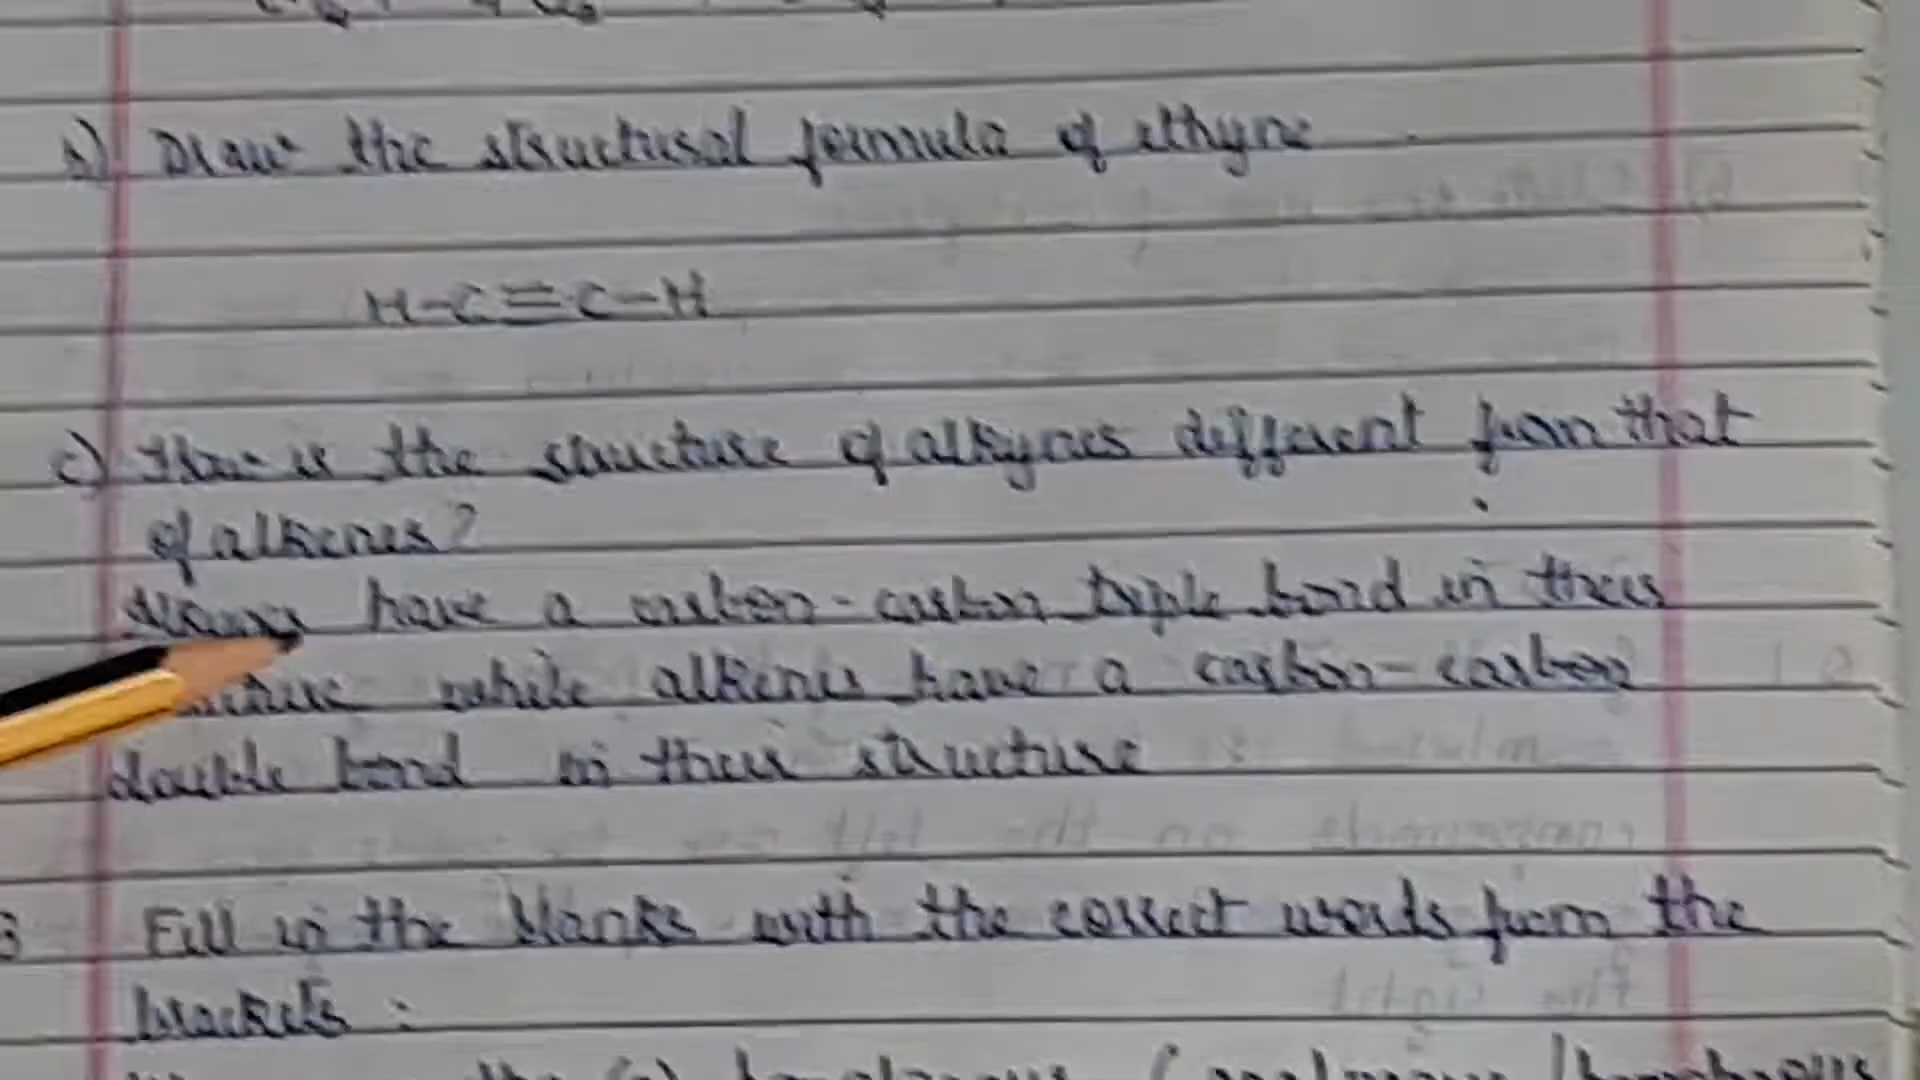 b) Draw the structural formula of ethyne
H-C≡C-H
c) How is the structure of alkynes different from that
of alkenes?
have a carbon-carbon triple bond in their
while alkenes have a carbon-carbon
double bond in their structure
3 Fill in the blanks with the correct words from the
brackets :
the (a) homologous